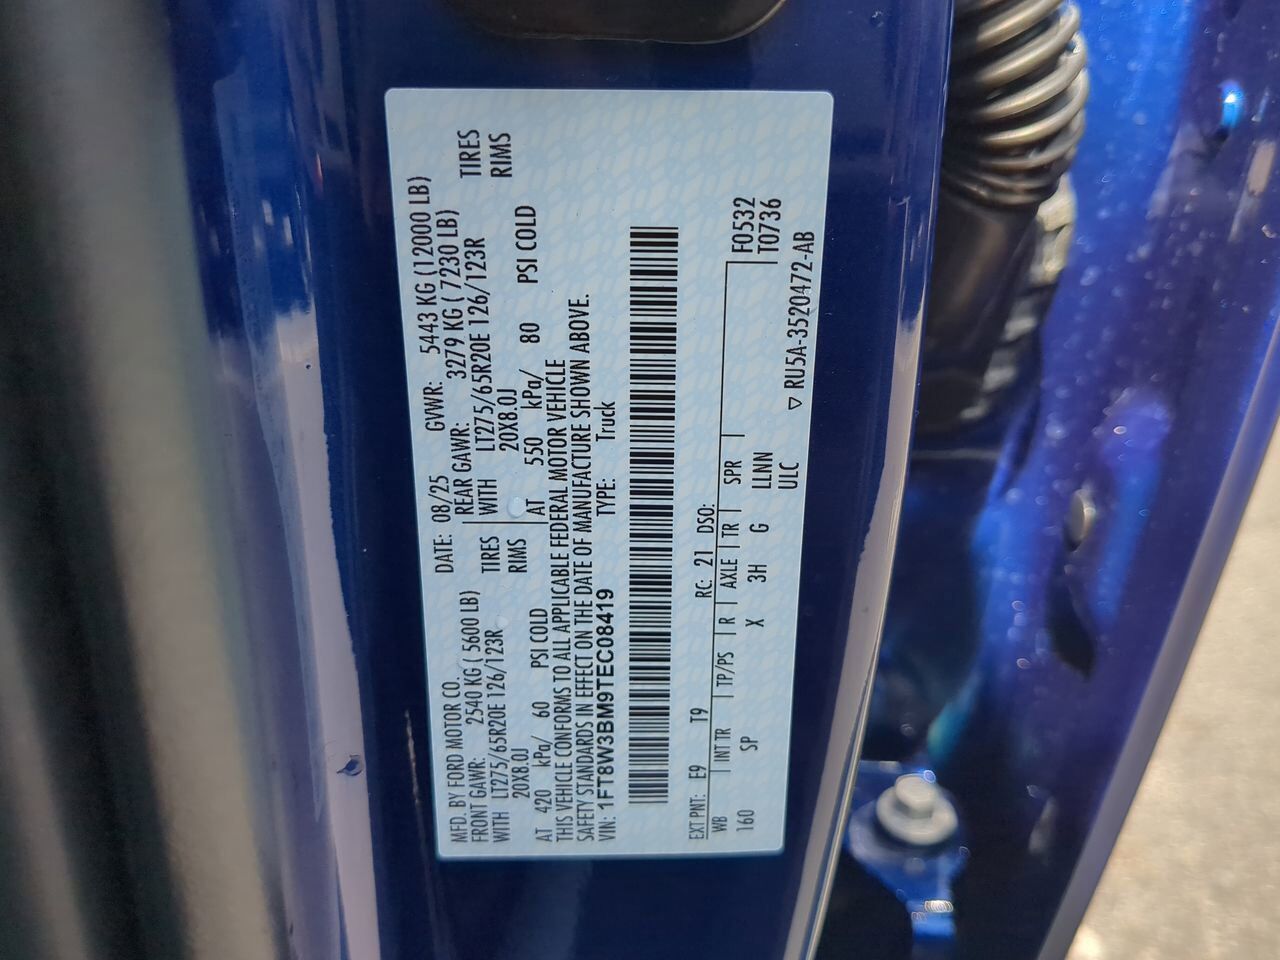 MFD. BY FORD MOTOR CO.
DATE: 08/25 GVWR: 5443 KG (12000 LB)
FRONT GAWR: 2540 KG ( 5600 LB)
REAR GAWR: 3279 KG ( 7230 LB)
WITH LT275/65R20E 126/123R TIRES
WITH LT275/65R20E 126/123R TIRES
20X8.0J RIMS
20X8.0J RIMS
AT 420 kPa/ 60 PSI COLD
AT 550 kPa/ 80 PSI COLD
THIS VEHICLE CONFORMS TO ALL APPLICABLE FEDERAL MOTOR VEHICLE
SAFETY STANDARDS IN EFFECT ON THE DATE OF MANUFACTURE SHOWN ABOVE.
VIN: 1FT8W3BM9TEC08419 TYPE: Truck
EXT PNT: E9 T9 RC: 21 DSO: F0532
WB INT TR TP/PS R AXLE TR SPR T0736
160 SP X 3H G LLNN
ULC
▽ RU5A-3520472-AB